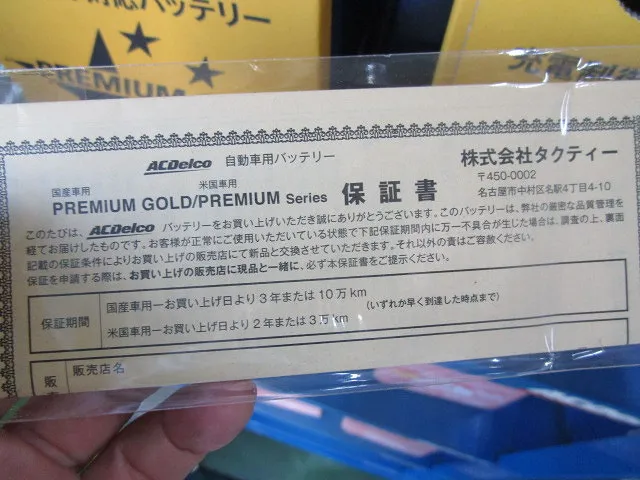 対応バッテリー
PREMIUM
充電制御
ACDelco 自動車用バッテリー
株式会社タクティー
〒450-0002
名古屋市中村区名駅4丁目4-10
国産車用 米国車用
PREMIUM GOLD/PREMIUM Series 保証書
このたびは、ACDelco バッテリーをお買い上げいただき誠にありがとうございます。このバッテリーは、弊社の厳密な品質管理を
経てお届けしたものです。お客様が正常にご使用いただいている状態で下記保証期間内に万一不具合が生じた場合は、調査の上、裏面
記載の保証条件によりお買い上げの販売店にて新品と交換させていただきます。それ以外の責はご容赦ください。
保証を申請する際は、お買い上げの販売店に現品と一緒に、必ず本保証書をご提示ください。
保証期間
国産車用ーお買い上げ日より3年または10万km
米国車用ーお買い上げ日より2年または3万km
(いずれか早く到達した時点まで)
販
販売店名